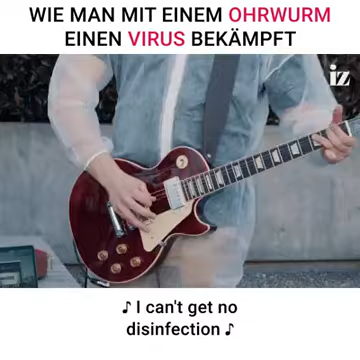 WIE MAN MIT EINEM OHRWURM
EINEN VIRUS BEKÄMPFT
iz
♪ I can't get no
disinfection ♪